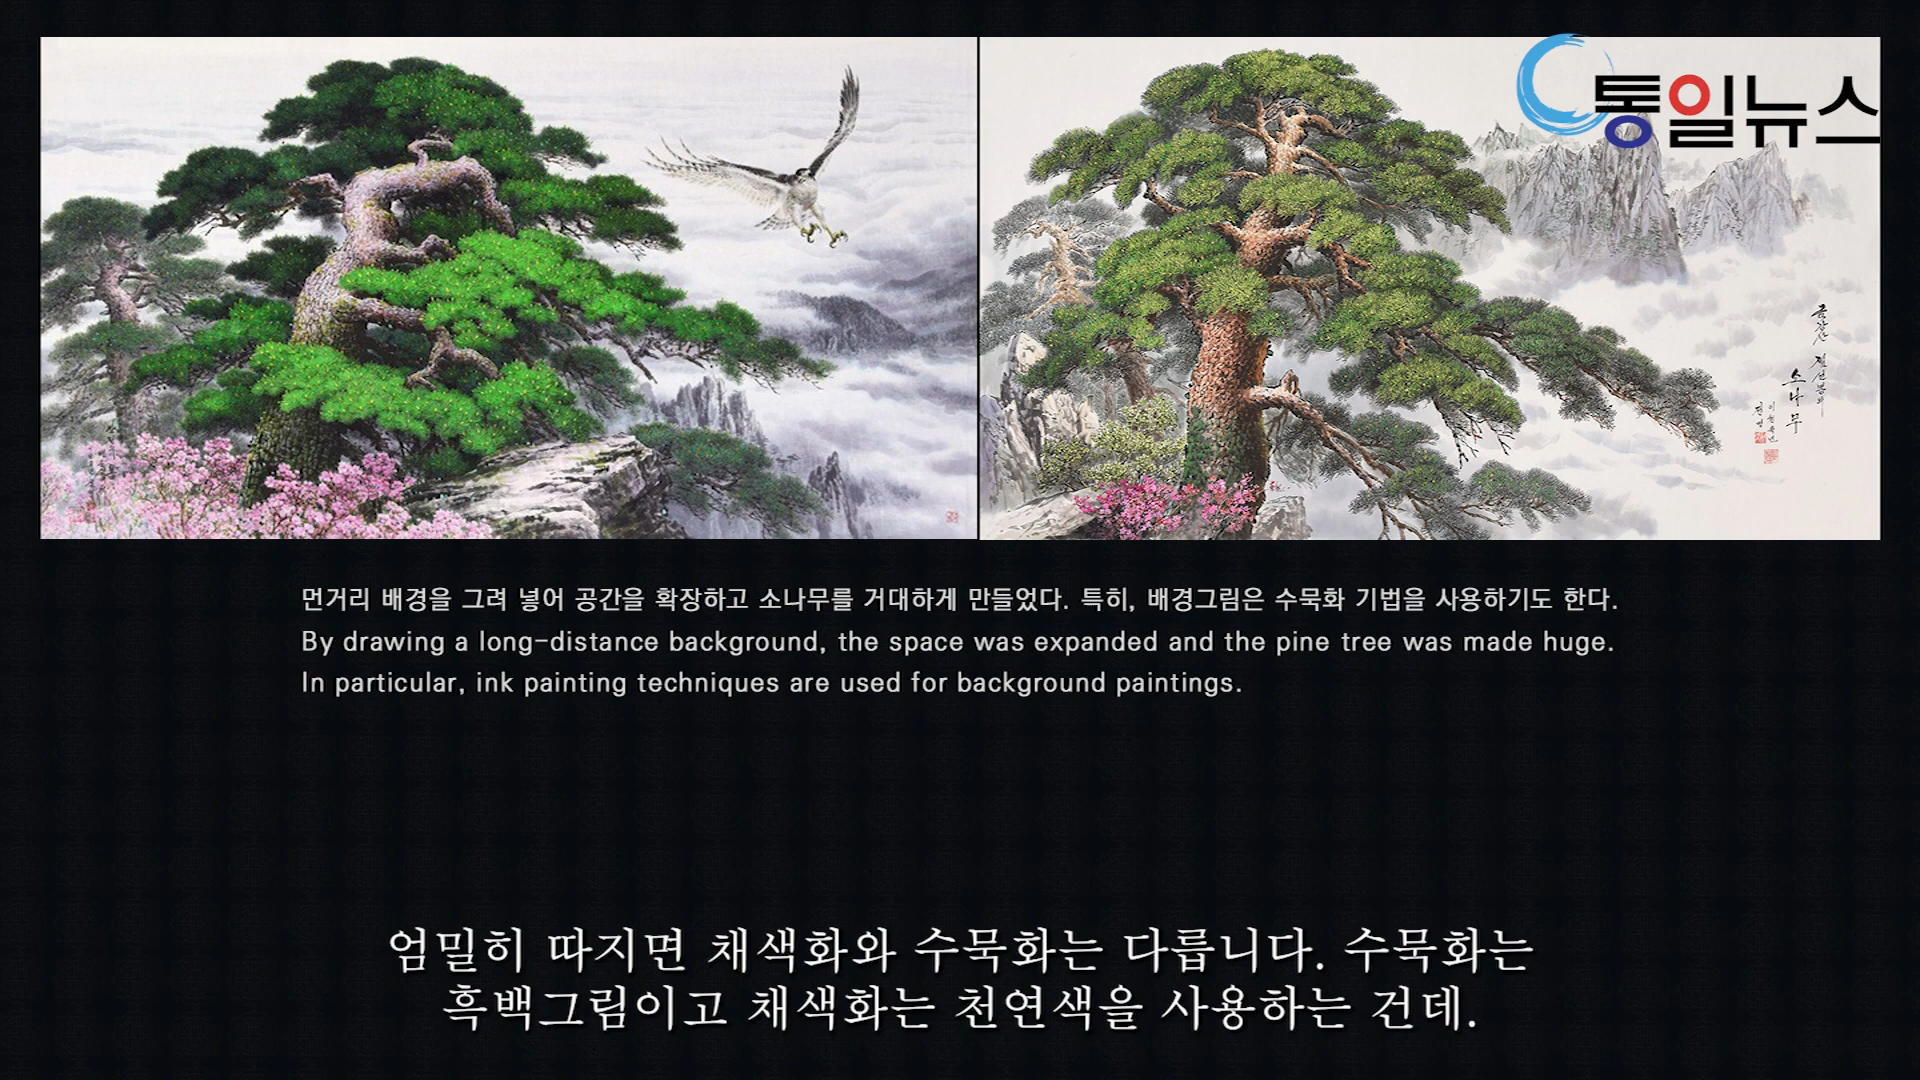 통일뉴스
금강산 
소나무
먼거리 배경을 그려 넣어 공간을 확장하고 소나무를 거대하게 만들었다. 특히, 배경그림은 수묵화 기법을 사용하기도 한다.
By drawing a long-distance background, the space was expanded and the pine tree was made huge.
In particular, ink painting techniques are used for background paintings.
엄밀히 따지면 채색화와 수묵화는 다릅니다. 수묵화는
흑백그림이고 채색화는 천연색을 사용하는 건데.